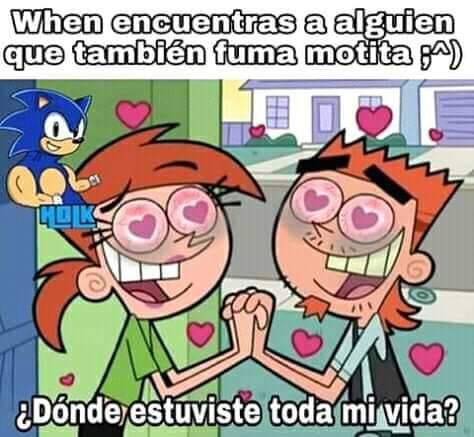 When encuentras a alguien
que también fuma motita ;^)
HOLK
¿Dónde estuviste toda mi vida?